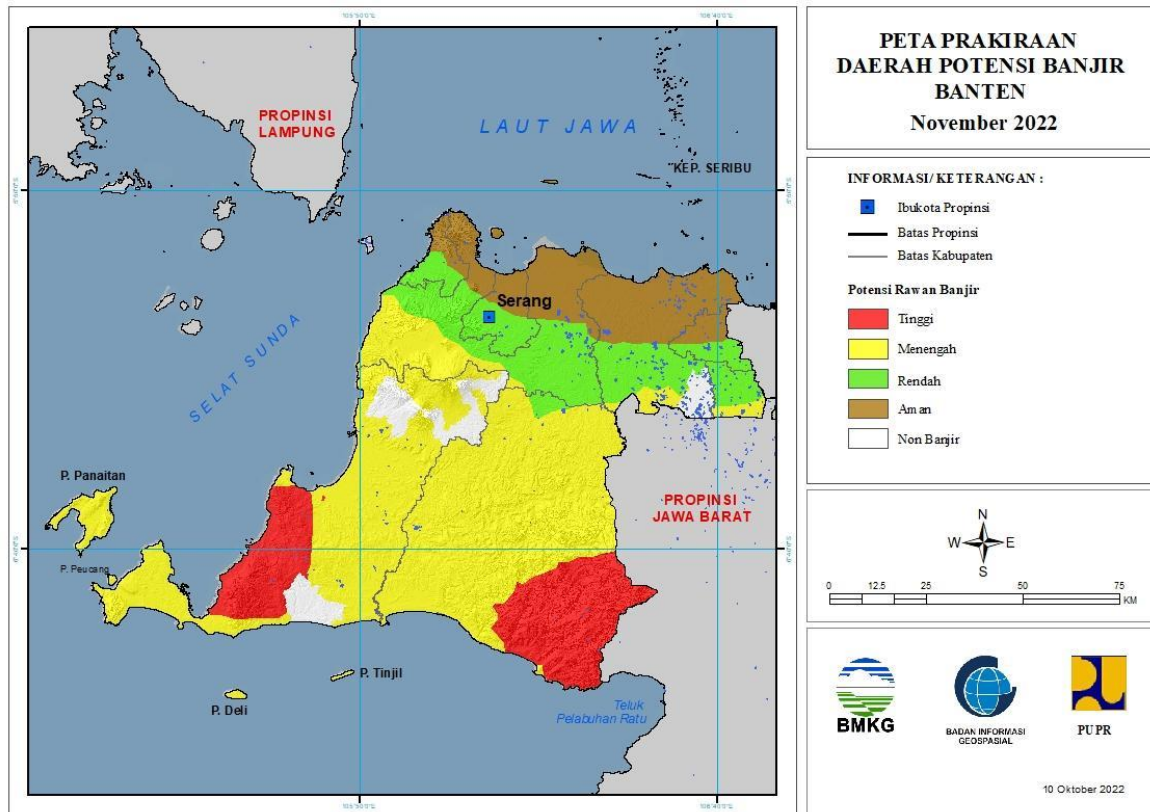 PETA PRAKIRAAN
DAERAH POTENSI BANJIR
BANTEN
November 2022
INFORMASI/ KETERANGAN :
Ibukota Propinsi
Batas Propinsi
Batas Kabupaten
Potensi Rawan Banjir
Tinggi
Menengah
Rendah
Aman
Non Banjir
N
W E
S
0 12.5 25 50 75
KM
BMKG
BADAN INFORMASI
GEOSPASIAL
PUPR
10 Oktober 2022
PROPINSI
LAMPUNG
LAUT JAWA
KEP. SERIBU
Serang
SELAT SUNDA
P. Panaitan
P. Peucang
PROPINSI
JAWA BARAT
P. Tinjil
P. Deli
Teluk
Pelabuhan Ratu